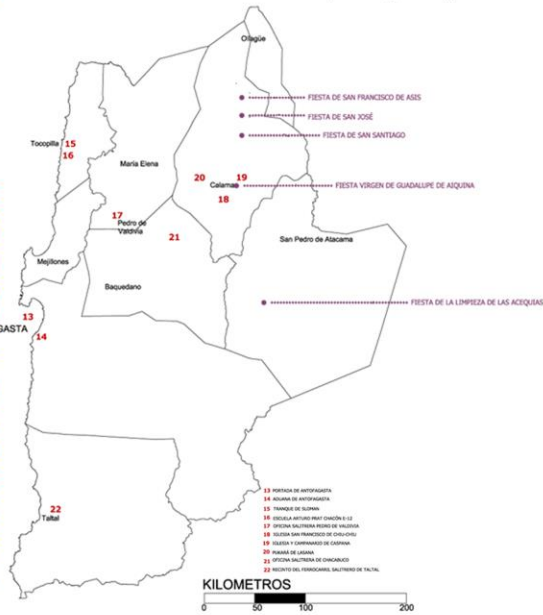 Ollagüe
FIESTA DE SAN FRANCISCO DE ASIS
FIESTA DE SAN JOSÉ
FIESTA DE SAN SANTIAGO
Tocopilla
15
16
María Elena
20
19
Calama
FIESTA VIRGEN DE GUADALUPE DE AIQUINA
18
17
Pedro de
Valdivia
21
San Pedro de Atacama
Mejillones
Baquedano
FIESTA DE LA LIMPIEZA DE LAS ACEQUIAS
13
GASTA
14
22
Taltal
13 PORTADA DE ANTOFAGASTA
14 ADUANA DE ANTOFAGASTA
15 TRANQUE DE SLOMAN
16 ESCUELA ARTURO PRAT CHACÓN E-12
17 OFICINA SALITRERA PEDRO DE VALDIVIA
18 IGLESIA SAN FRANCISCO DE CHIU-CHIU
19 IGLESIA Y CAMPANARIO DE CASPANA
20 PUKARÁ DE LASANA
21 OFICINA SALITRERA DE CHACABUCO
22 RECINTO DEL FERROCARRIL SALITRERO DE TALTAL
KILOMETROS
0 50 100 200